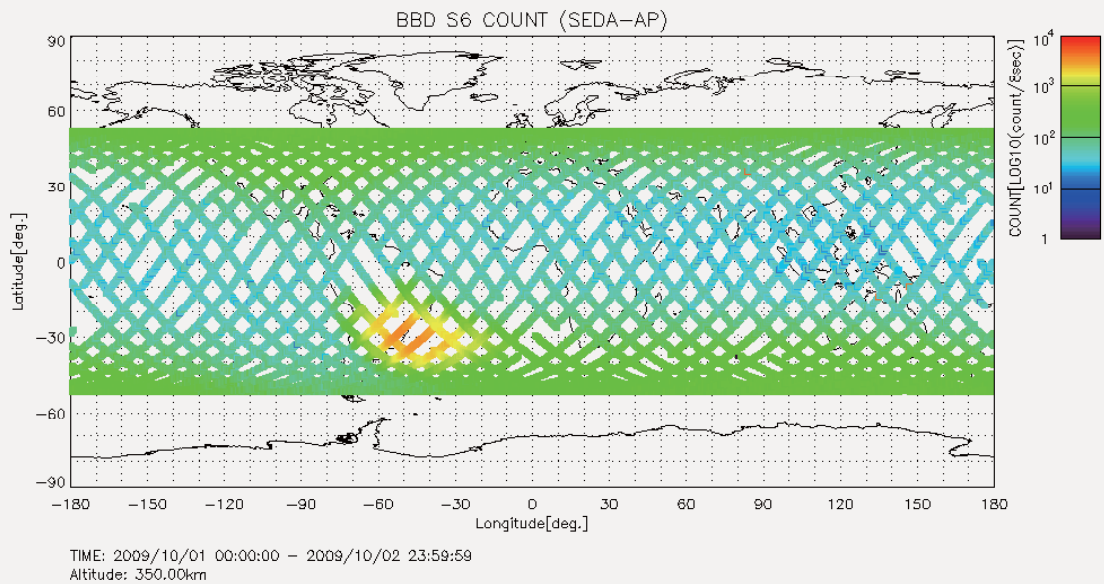 BBD S6 COUNT (SEDA-AP)
90
60
30
0
−30
−60
−90
Latitude[deg.]
−180 −150 −120 −90 −60 −30 0 30 60 90 120 150 180
Longitude[deg.]
10⁴
10³
10²
10¹
1
COUNT[LOG10(count/6sec)]
TIME: 2009/10/01 00:00:00 − 2009/10/02 23:59:59
Altitude: 350.00km